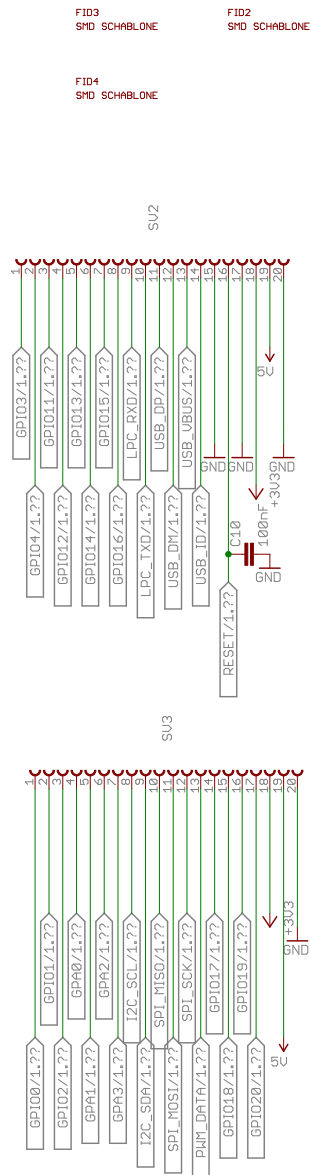 FID3
SMD SCHABLONE
FID2
SMD SCHABLONE
FID4
SMD SCHABLONE
SV2
1
2
3
4
5
6
7
8
9
10
11
12
13
14
15
16
17
18
19
20
GPIO3/1.??
GPIO11/1.??
GPIO13/1.??
GPIO15/1.??
LPC_RXD/1.??
USB_DP/1.??
USB_VBUS/1.??
5V
GND
GND
GND
GPIO4/1.??
GPIO12/1.??
GPIO14/1.??
GPIO16/1.??
LPC_TXD/1.??
USB_DM/1.??
USB_ID/1.??
+3V3
C10
100nF
GND
RESET/1.??
SV3
1
2
3
4
5
6
7
8
9
10
11
12
13
14
15
16
17
18
19
20
GPIO1/1.??
GPA0/1.??
GPA2/1.??
I2C_SCL/1.??
SPI_MISO/1.??
SPI_SCK/1.??
GPIO17/1.??
GPIO19/1.??
+3V3
GND
GPIO0/1.??
GPIO2/1.??
GPA1/1.??
GPA3/1.??
I2C_SDA/1.??
SPI_MOSI/1.??
PWM_DATA/1.??
GPIO18/1.??
GPIO20/1.??
5V